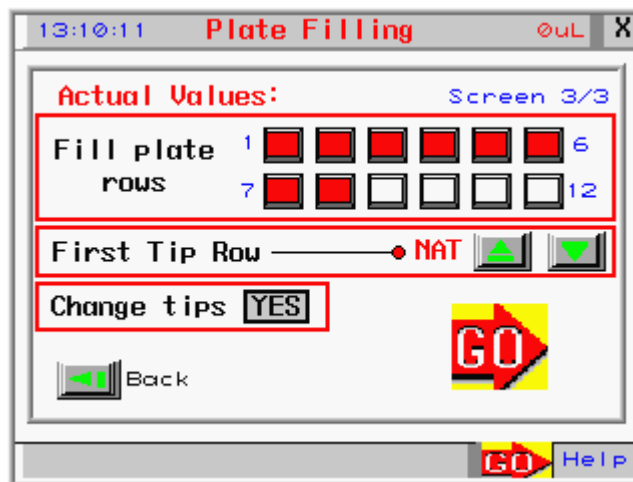 13:10:11 Plate Filling 0uL X
Actual Values: Screen 3/3
Fill plate 1 6
rows 7 12
First Tip Row NAT
Change tips YES
GO
Back
GO Help